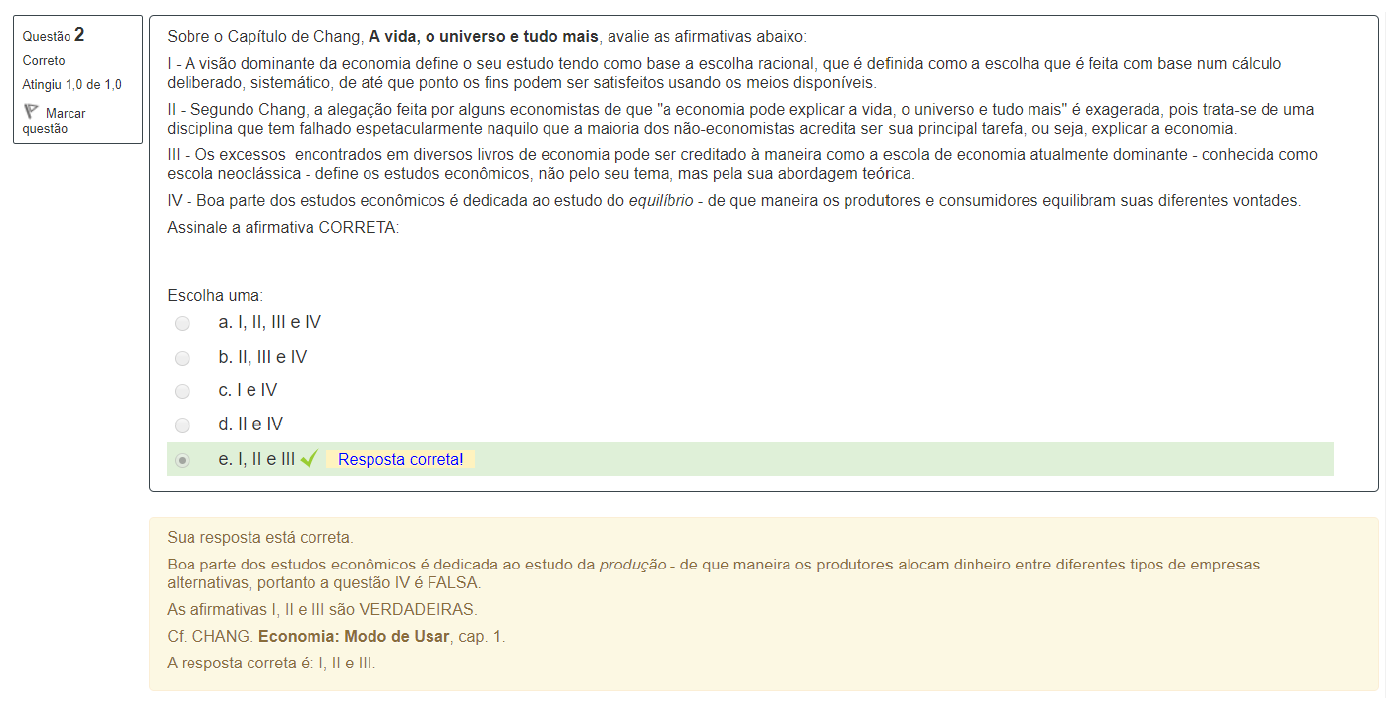 Questão 2
Correto
Atingiu 1,0 de 1,0
Marcar
questão
Sobre o Capítulo de Chang, A vida, o universo e tudo mais, avalie as afirmativas abaixo:
I - A visão dominante da economia define o seu estudo tendo como base a escolha racional, que é definida como a escolha que é feita com base num cálculo
deliberado, sistemático, de até que ponto os fins podem ser satisfeitos usando os meios disponíveis.
II - Segundo Chang, a alegação feita por alguns economistas de que "a economia pode explicar a vida, o universo e tudo mais" é exagerada, pois trata-se de uma
disciplina que tem falhado espetacularmente naquilo que a maioria dos não-economistas acredita ser sua principal tarefa, ou seja, explicar a economia.
III - Os excessos  encontrados em diversos livros de economia pode ser creditado à maneira como a escola de economia atualmente dominante - conhecida como
escola neoclássica - define os estudos econômicos, não pelo seu tema, mas pela sua abordagem teórica.
IV - Boa parte dos estudos econômicos é dedicada ao estudo do equilíbrio - de que maneira os produtores e consumidores equilibram suas diferentes vontades.
Assinale a afirmativa CORRETA:
Escolha uma:
a. I, II, III e IV
b. II, III e IV
c. I e IV
d. II e IV
e. I, II e III Resposta correta!
Sua resposta está correta.
Boa parte dos estudos econômicos é dedicada ao estudo da produção - de que maneira os produtores alocam dinheiro entre diferentes tipos de empresas
alternativas, portanto a questão IV é FALSA.
As afirmativas I, II e III são VERDADEIRAS.
Cf. CHANG. Economia: Modo de Usar, cap. 1.
A resposta correta é: I, II e III.